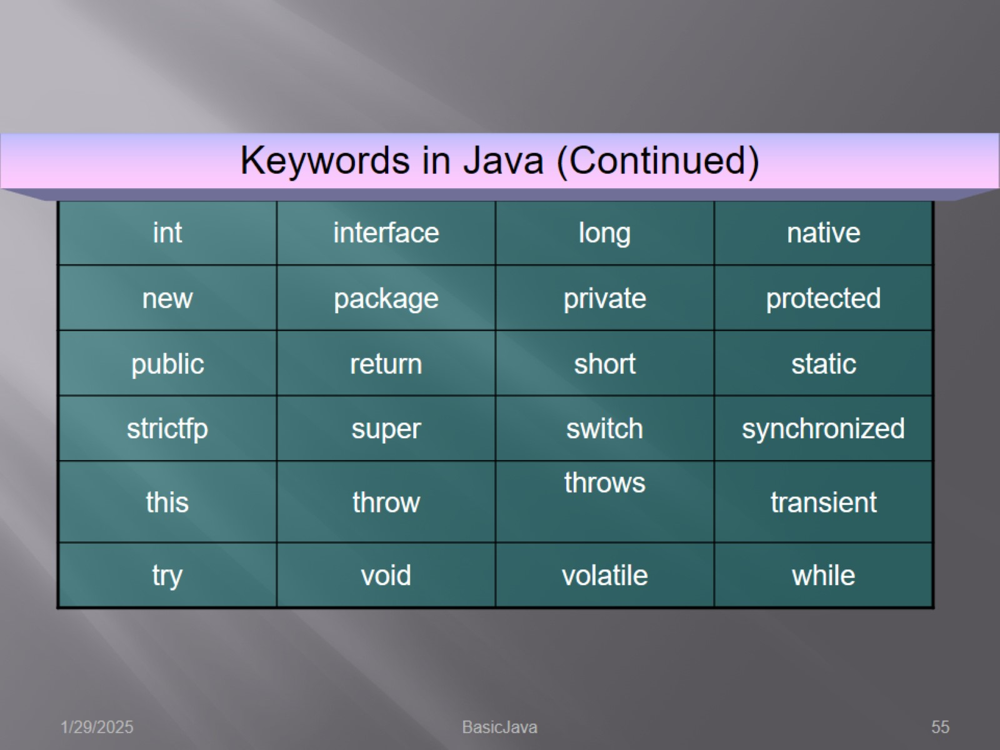 Keywords in Java (Continued)
int interface long native
new package private protected
public return short static
strictfp super switch synchronized
this throw throws transient
try void volatile while
1/29/2025 BasicJava 55